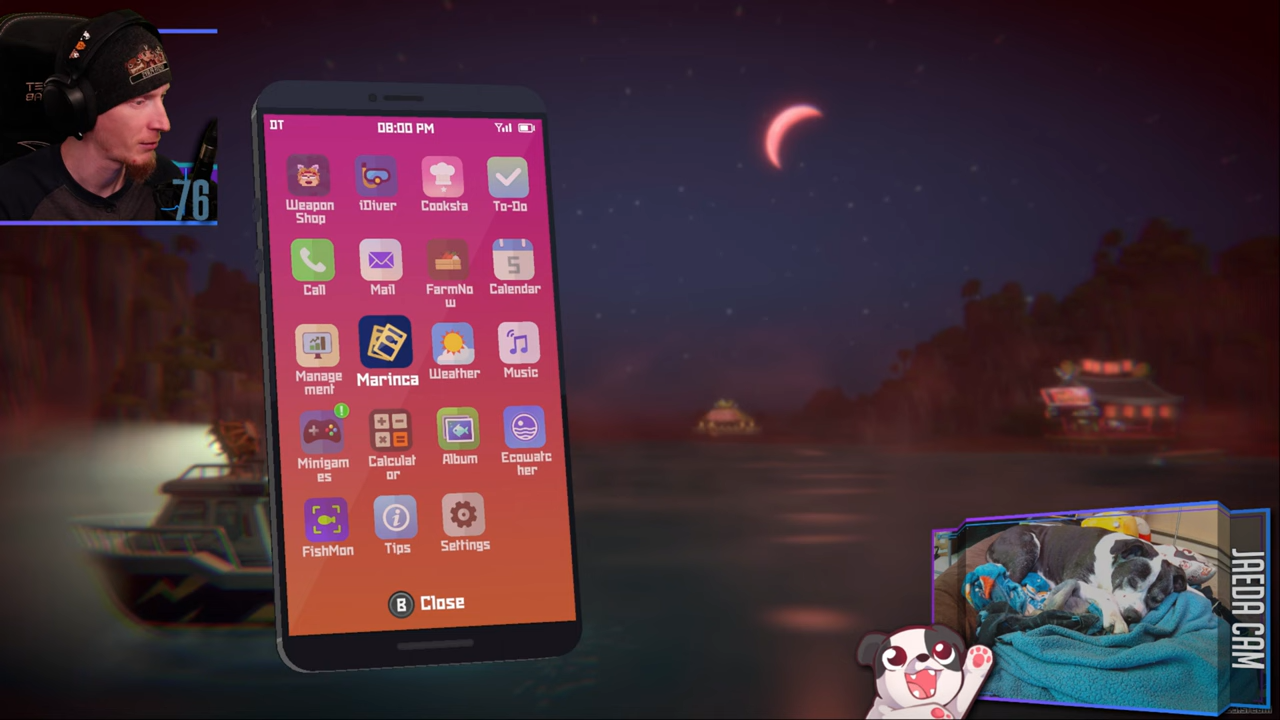 DT
08:00 PM
Weapon
Shop
iDiver
Cooksta
To-Do
Call
Mail
FarmNo
w
5
Calendar
Manage
ment
Marinca
Weather
Music
!
Minigam
es
Calculat
or
Album
Ecowatc
her
FishMon
Tips
Settings
B Close
76
JAEDA CAM